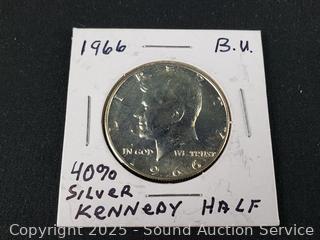 1966 B.U.
LIBERTY
IN GOD WE TRUST
1966
40%
SILVER
KENNEDY HALF
Copyright 2025 - Sound Auction Service